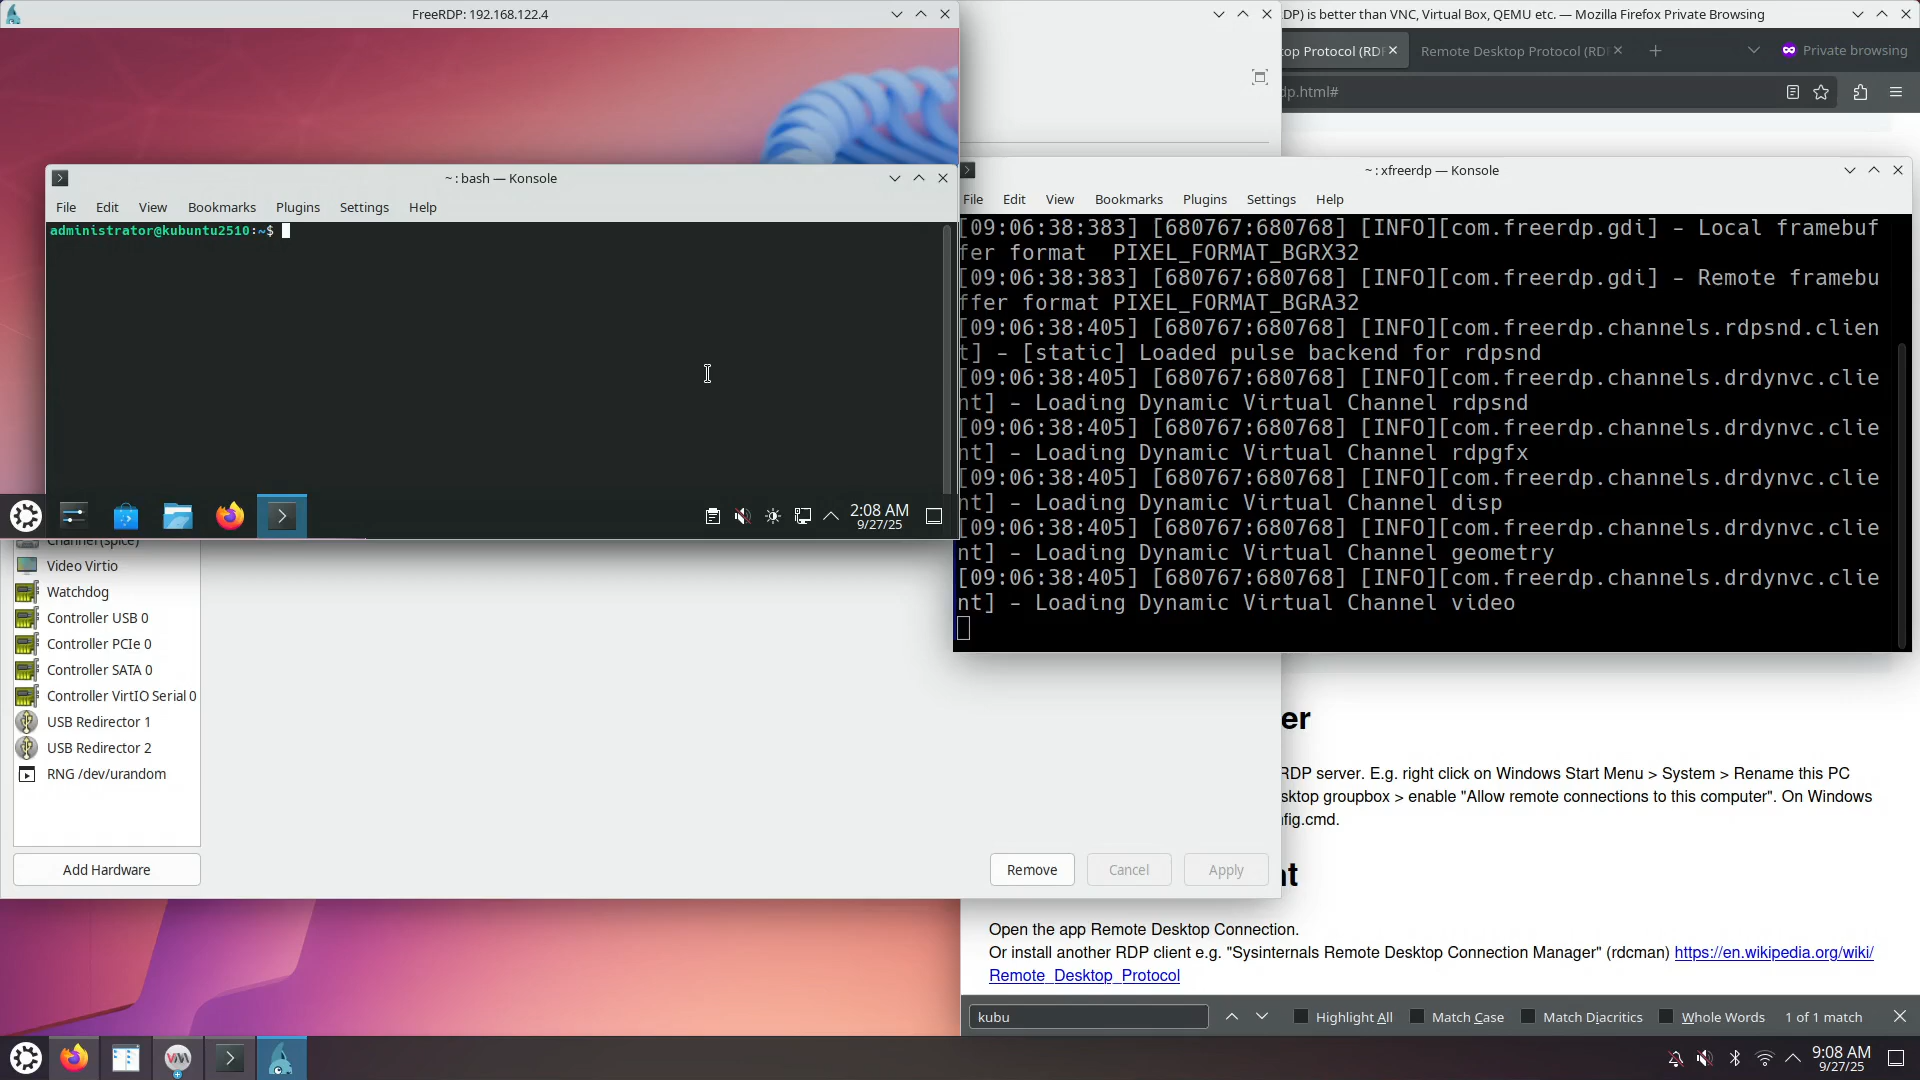 FreeRDP: 192.168.122.4
~ : bash — Konsole
File Edit View Bookmarks Plugins Settings Help
administrator@kubuntu2510:~$
2:08 AM
9/27/25
Video Virtio
Watchdog
Controller USB 0
Controller PCIe 0
Controller SATA 0
Controller VirtIO Serial 0
USB Redirector 1
USB Redirector 2
RNG /dev/urandom
Add Hardware
Remove Cancel Apply
DP) is better than VNC, Virtual Box, QEMU etc. — Mozilla Firefox Private Browsing
top Protocol (RD
Remote Desktop Protocol (RD
Private browsing
dp.html#
~ : xfreerdp — Konsole
File Edit View Bookmarks Plugins Settings Help
[09:06:38:383] [680767:680768] [INFO][com.freerdp.gdi] - Local framebuf
fer format  PIXEL_FORMAT_BGRX32
[09:06:38:383] [680767:680768] [INFO][com.freerdp.gdi] - Remote framebu
ffer format PIXEL_FORMAT_BGRA32
[09:06:38:405] [680767:680768] [INFO][com.freerdp.channels.rdpsnd.clien
t] - [static] Loaded pulse backend for rdpsnd
[09:06:38:405] [680767:680768] [INFO][com.freerdp.channels.drdynvc.clie
nt] - Loading Dynamic Virtual Channel rdpsnd
[09:06:38:405] [680767:680768] [INFO][com.freerdp.channels.drdynvc.clie
nt] - Loading Dynamic Virtual Channel rdpgfx
[09:06:38:405] [680767:680768] [INFO][com.freerdp.channels.drdynvc.clie
nt] - Loading Dynamic Virtual Channel disp
[09:06:38:405] [680767:680768] [INFO][com.freerdp.channels.drdynvc.clie
nt] - Loading Dynamic Virtual Channel geometry
[09:06:38:405] [680767:680768] [INFO][com.freerdp.channels.drdynvc.clie
nt] - Loading Dynamic Virtual Channel video
er
RDP server. E.g. right click on Windows Start Menu > System > Rename this PC
sktop groupbox > enable "Allow remote connections to this computer". On Windows
nfig.cmd.
nt
Open the app Remote Desktop Connection.
Or install another RDP client e.g. "Sysinternals Remote Desktop Connection Manager" (rdcman) https://en.wikipedia.org/wiki/
Remote_Desktop_Protocol
kubu
Highlight All Match Case Match Diacritics Whole Words 1 of 1 match
9:08 AM
9/27/25